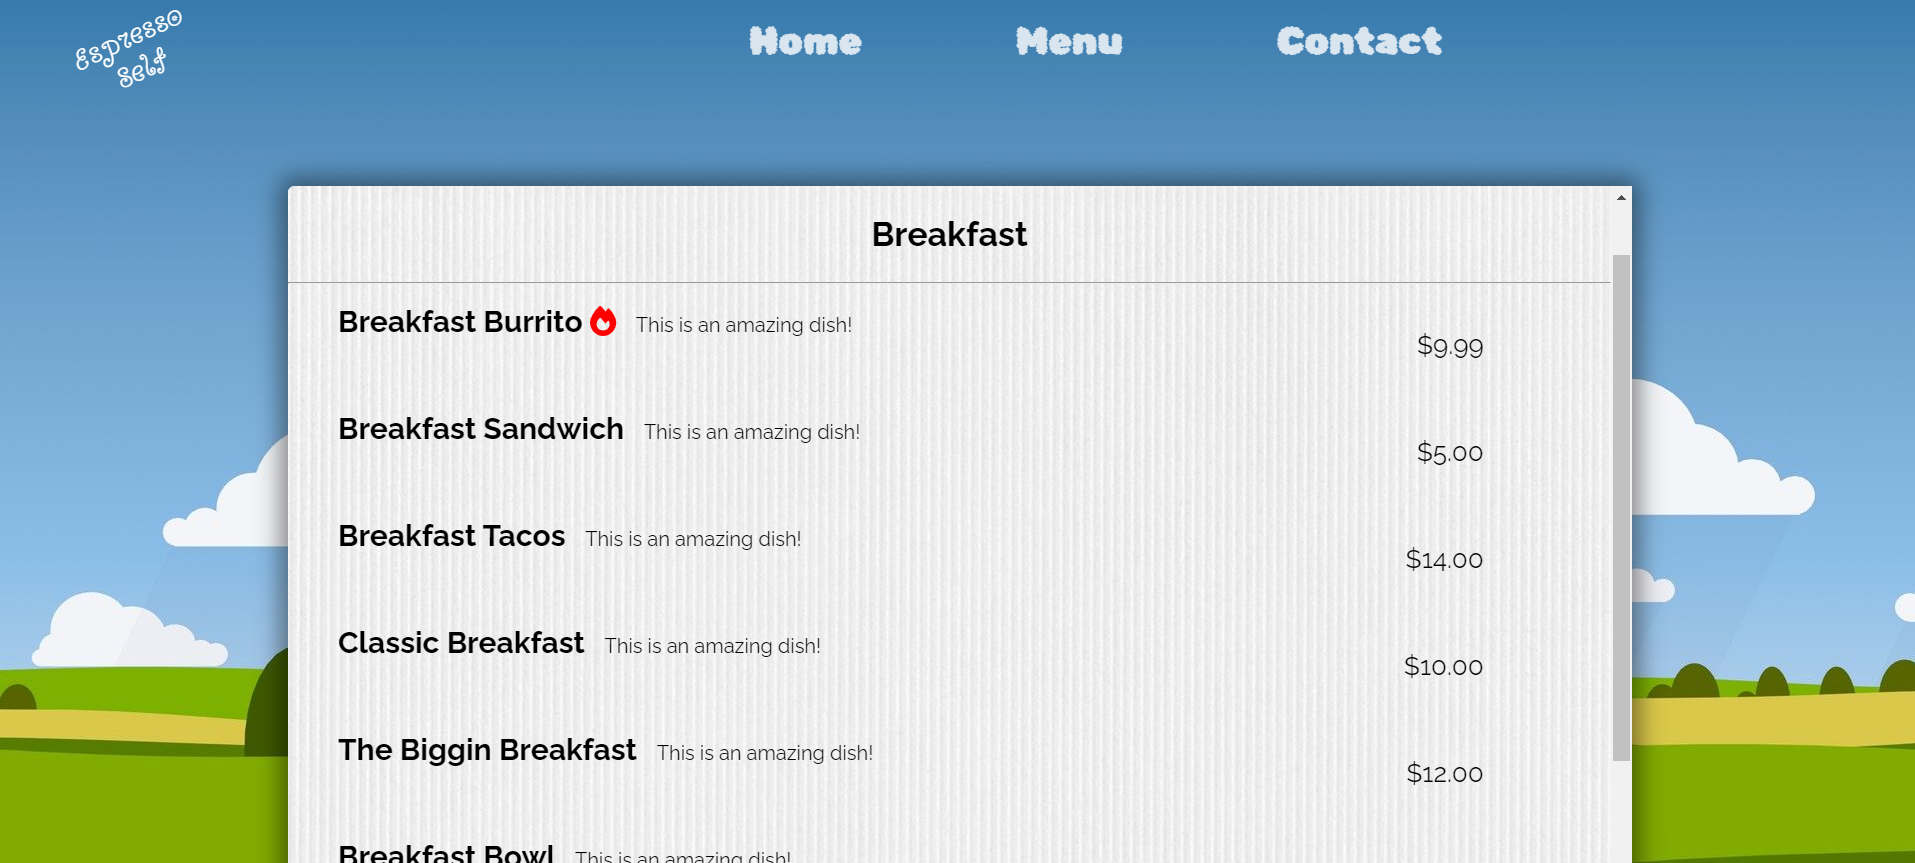 Espresso
Self
Home Menu Contact
Breakfast
Breakfast Burrito This is an amazing dish!
$9.99
Breakfast Sandwich This is an amazing dish!
$5.00
Breakfast Tacos This is an amazing dish!
$14.00
Classic Breakfast This is an amazing dish!
$10.00
The Biggin Breakfast This is an amazing dish!
$12.00
Breakfast Bowl This is an amazing dish!